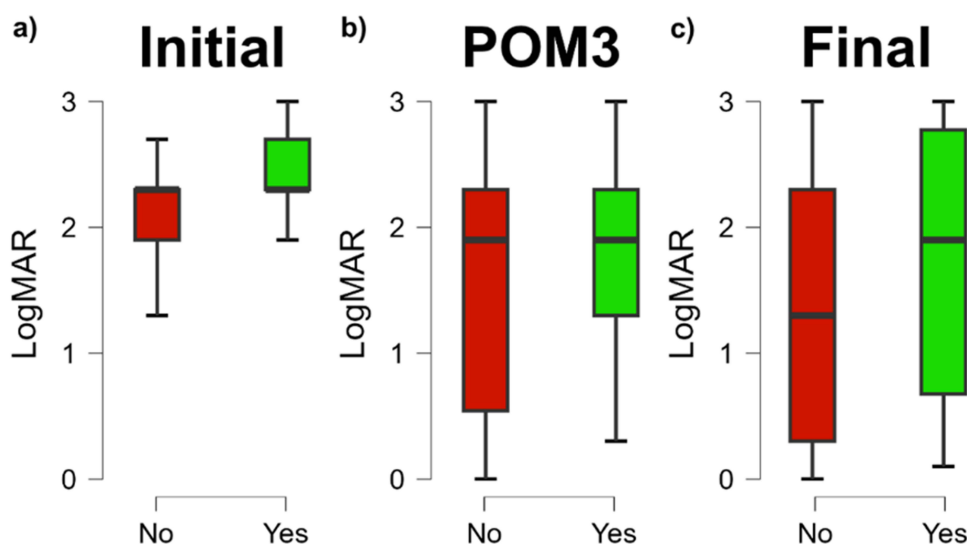 a) Initial
b) POM3
c) Final
LogMAR
3
2
1
0
No Yes
LogMAR
3
2
1
0
No Yes
LogMAR
3
2
1
0
No Yes